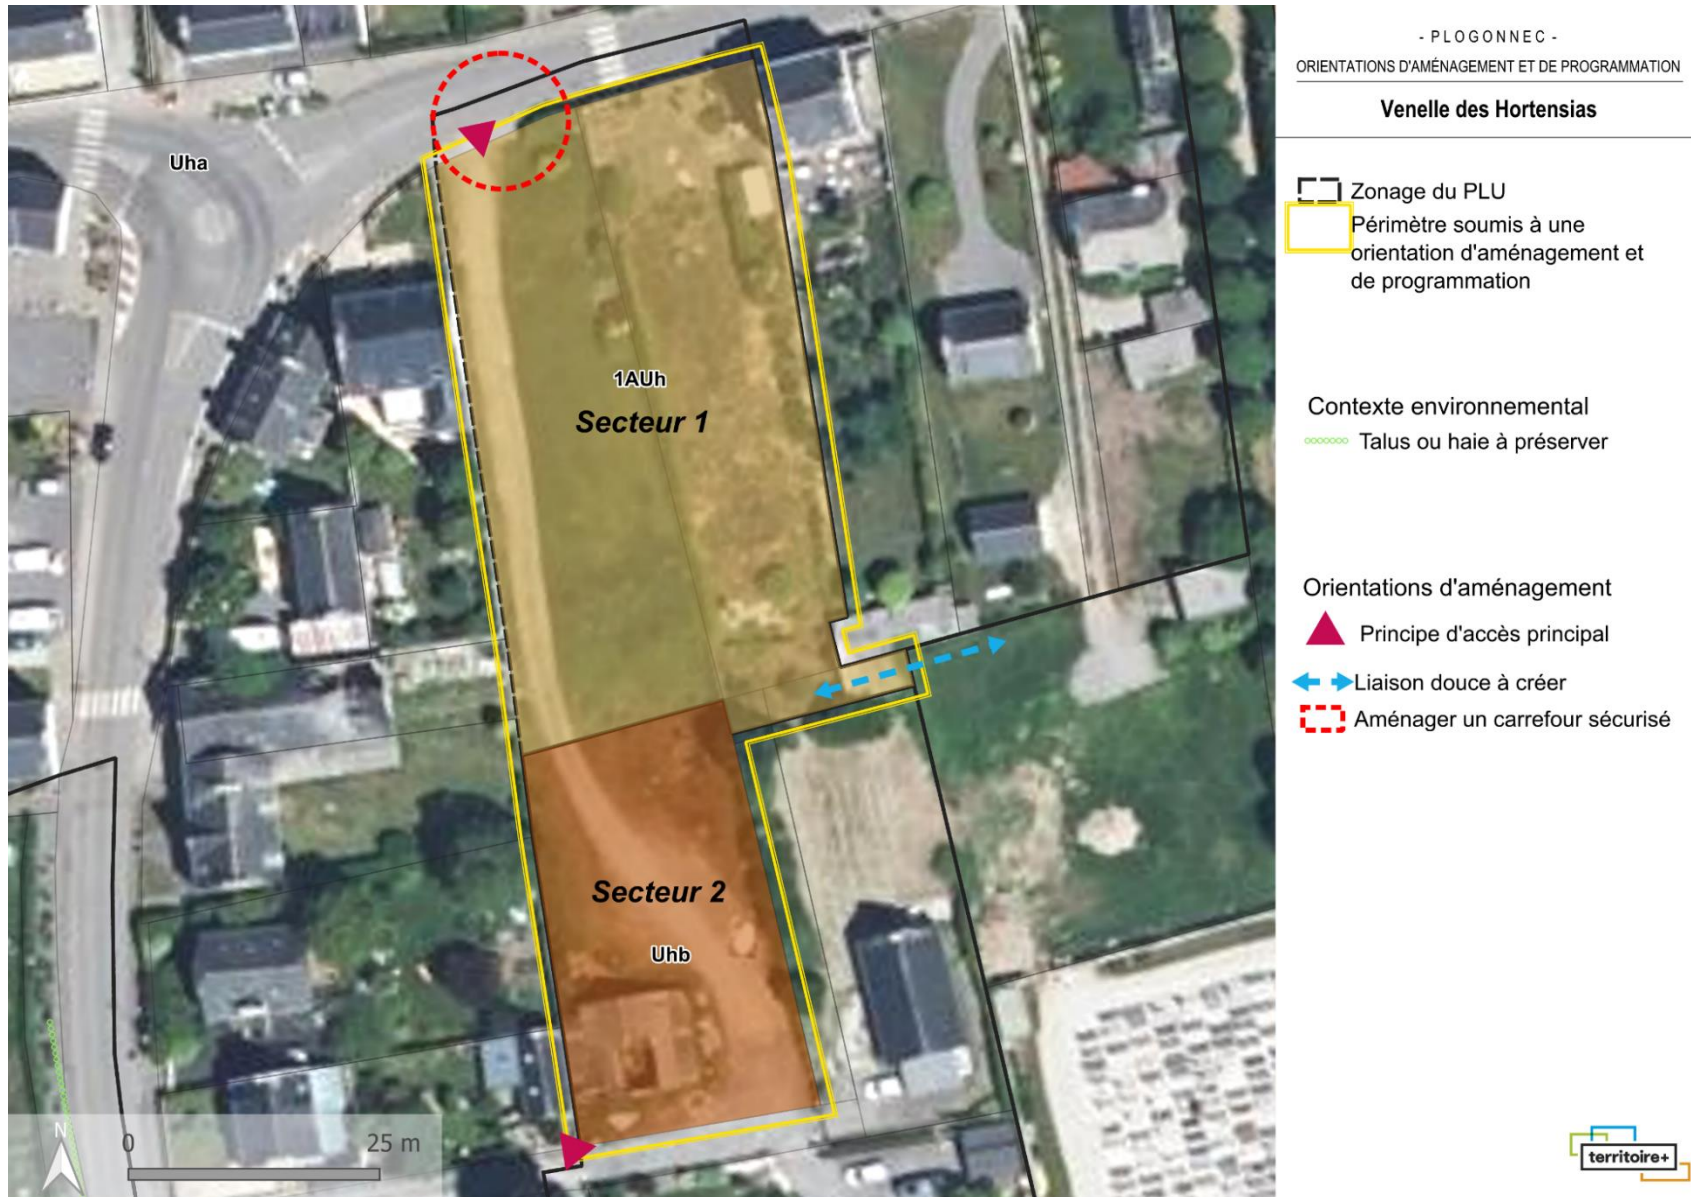 - PLOGONNEC -
ORIENTATIONS D'AMÉNAGEMENT ET DE PROGRAMMATION
Venelle des Hortensias
Zonage du PLU
Périmètre soumis à une
orientation d'aménagement et
de programmation
Contexte environnemental
Talus ou haie à préserver
Orientations d'aménagement
Principe d'accès principal
Liaison douce à créer
Aménager un carrefour sécurisé
Uha
1AUh
Secteur 1
Secteur 2
Uhb
N
0 25 m
territoire+